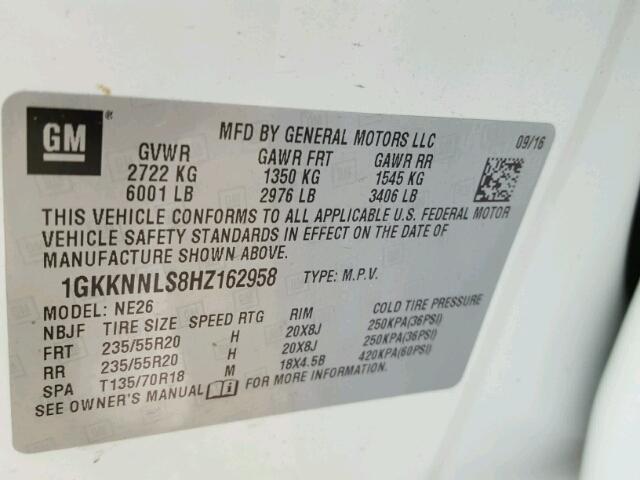 GM ®
MFD BY GENERAL MOTORS LLC 09/16
GVWR GAWR FRT GAWR RR
2722 KG 1350 KG 1545 KG
6001 LB 2976 LB 3406 LB
THIS VEHICLE CONFORMS TO ALL APPLICABLE U.S. FEDERAL MOTOR
VEHICLE SAFETY STANDARDS IN EFFECT ON THE DATE OF
MANUFACTURE SHOWN ABOVE.
1GKKNNLS8HZ162958 TYPE: M.P.V.
MODEL: NE26
NBJF TIRE SIZE SPEED RTG RIM COLD TIRE PRESSURE
FRT 235/55R20 H 20X8J 250KPA(36PSI)
RR 235/55R20 H 20X8J 250KPA(36PSI)
SPA T135/70R18 M 18X4.5B 420KPA(60PSI)
SEE OWNER'S MANUAL FOR MORE INFORMATION.